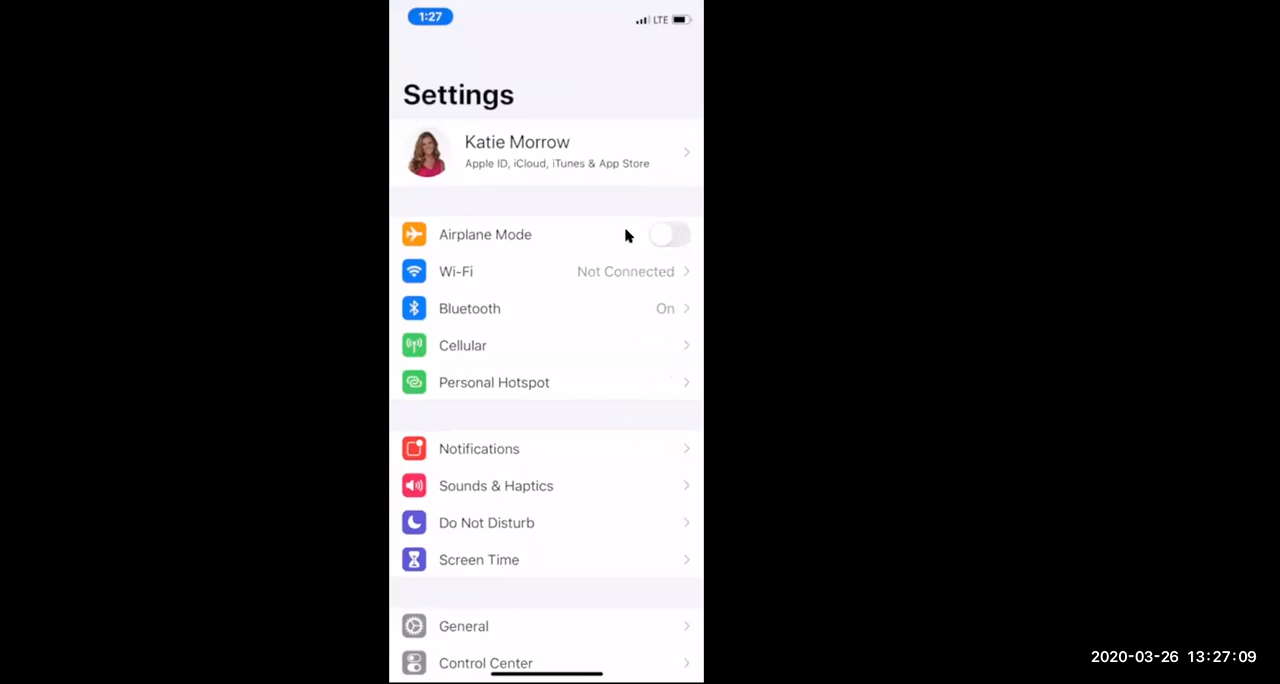 1:27
LTE
Settings
Katie Morrow
Apple ID, iCloud, iTunes & App Store
Airplane Mode
Wi-Fi Not Connected
Bluetooth On
Cellular
Personal Hotspot
Notifications
Sounds & Haptics
Do Not Disturb
Screen Time
General
Control Center
2020-03-26 13:27:09